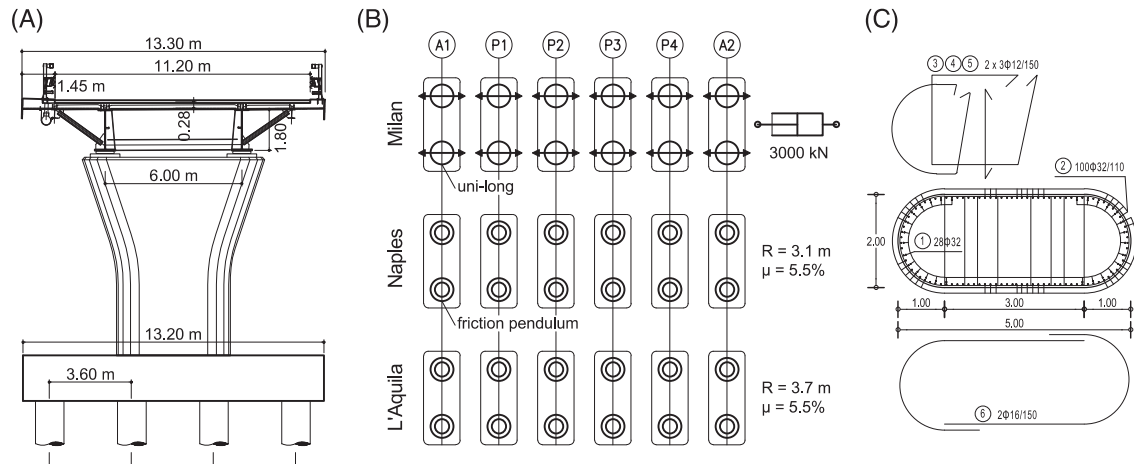 (A)
13.30 m
11.20 m
1.45 m
0.28
1.80
6.00 m
13.20 m
3.60 m
(B)
A1 P1 P2 P3 P4 A2
Milan
3000 kN
uni-long
Naples
R = 3.1 m
μ = 5.5%
friction pendulum
L'Aquila
R = 3.7 m
μ = 5.5%
(C)
3 4 5 2 x 3Φ12/150
2 100Φ32/110
2.00
1 28Φ32
1.00 3.00 1.00
5.00
6 2Φ16/150